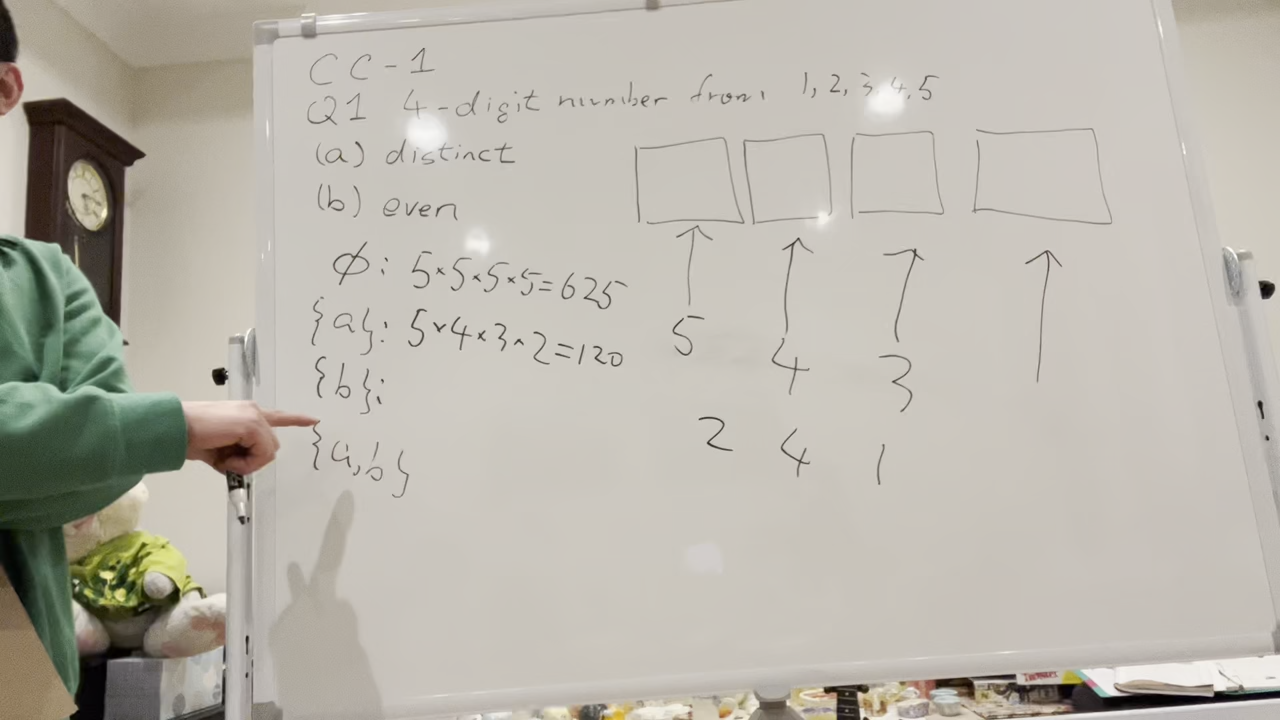 CC-1
Q1 4-digit number from: 1, 2, 3, 4, 5
(a) distinct
(b) even
∅: 5×5×5×5=625
{a}: 5×4×3×2=120
{b}:
{a,b}
5 4 3
2 4 1